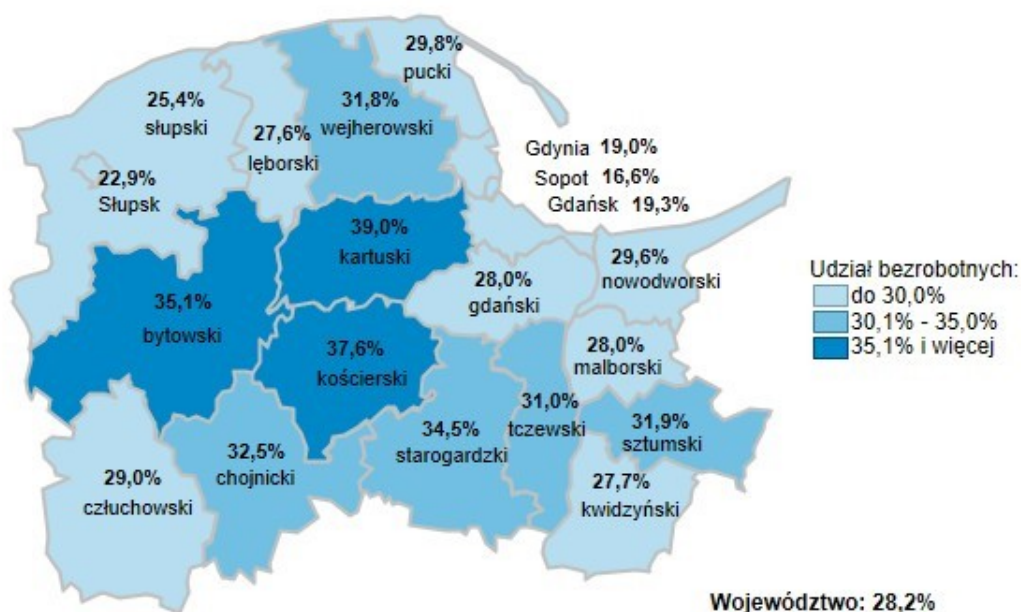 29,8%
pucki
25,4%
słupski
31,8%
wejherowski
27,6%
lęborski
Gdynia 19,0%
Sopot 16,6%
Gdańsk 19,3%
22,9%
Słupsk
39,0%
kartuski
28,0%
gdański
29,6%
nowodworski
Udział bezrobotnych:
do 30,0%
30,1% - 35,0%
35,1% i więcej
35,1%
bytowski
37,6%
kościerski
28,0%
malborski
31,0%
tczewski
34,5%
starogardzki
31,9%
sztumski
32,5%
chojnicki
29,0%
człuchowski
27,7%
kwidzyński
Województwo: 28,2%